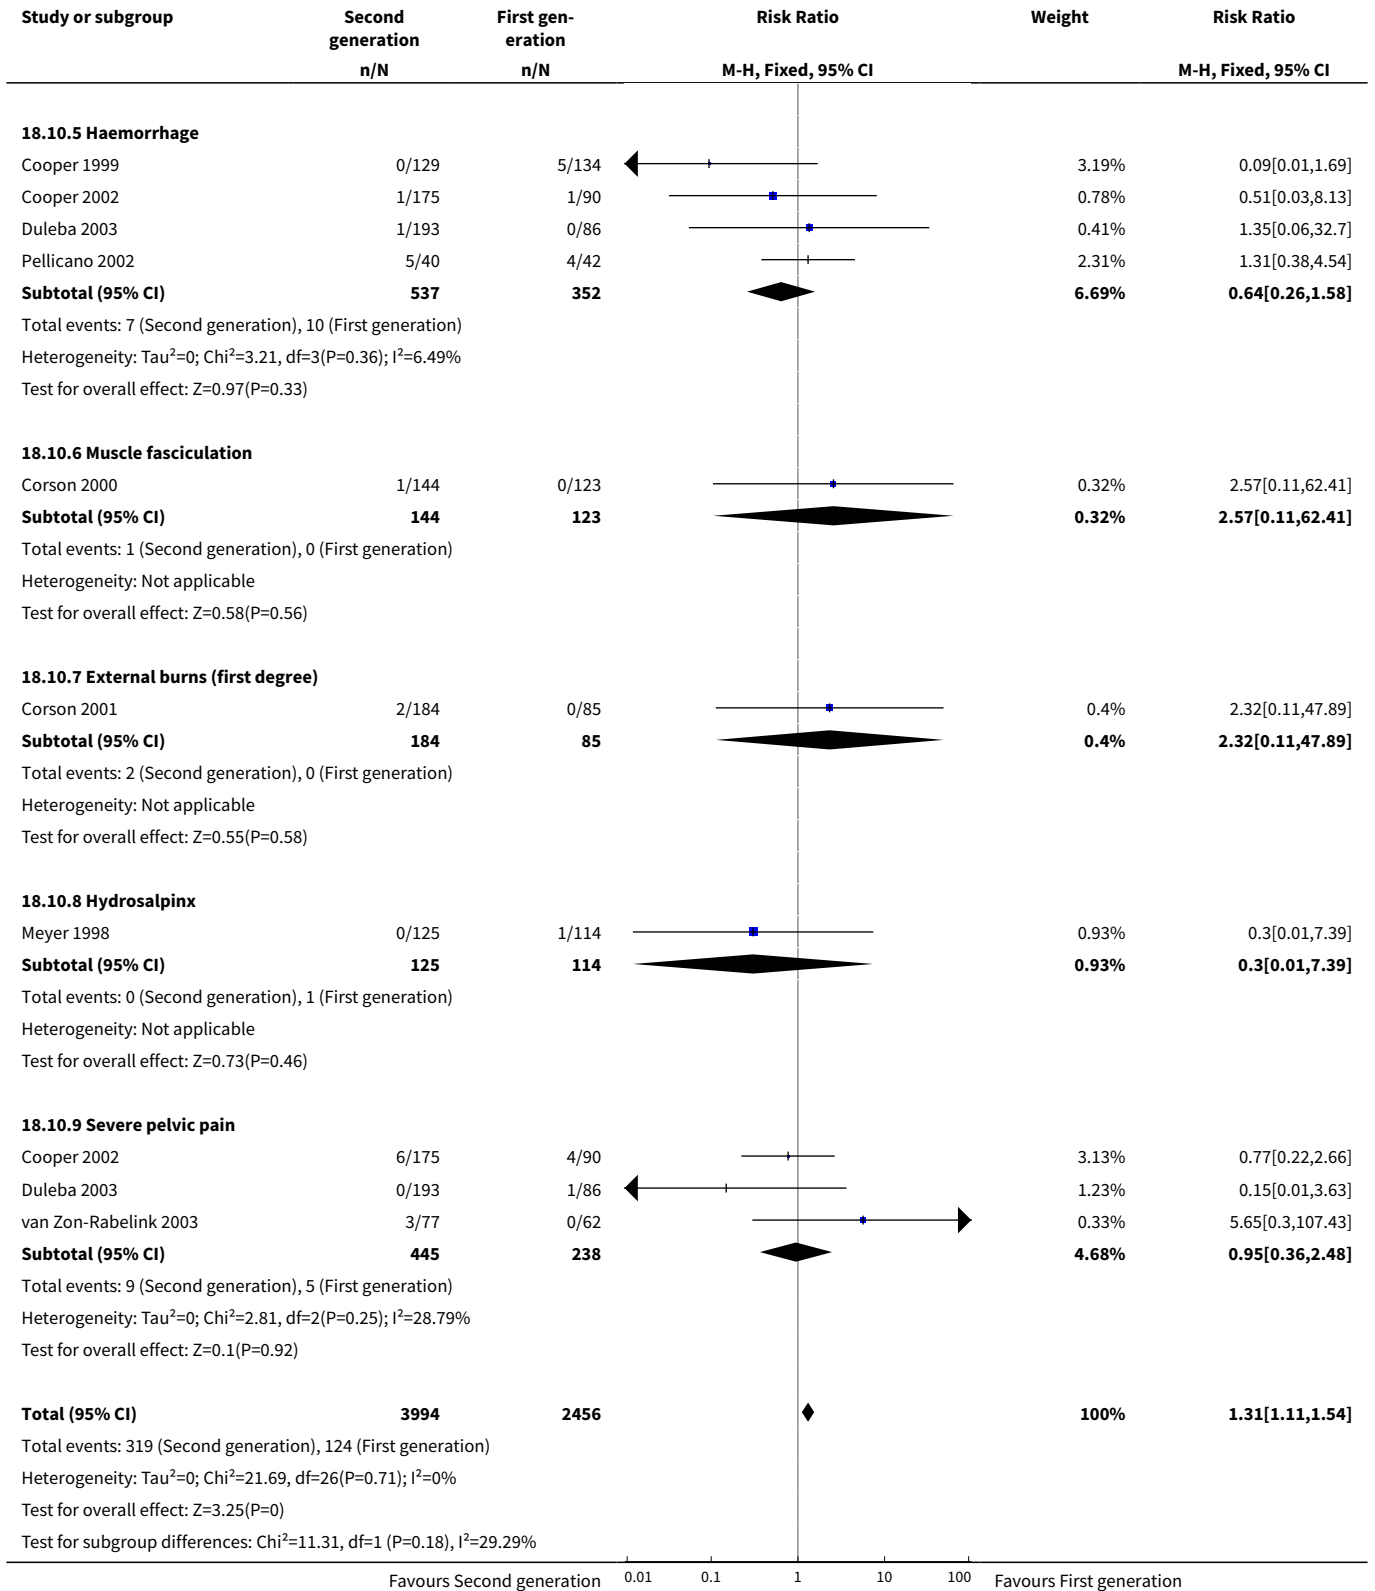 Study or subgroup Second generation First gen-eration Risk Ratio Weight Risk Ratio
n/N n/N M-H, Fixed, 95% CI M-H, Fixed, 95% CI
18.10.5 Haemorrhage
Cooper 1999 0/129 5/134 3.19% 0.09[0.01,1.69]
Cooper 2002 1/175 1/90 0.78% 0.51[0.03,8.13]
Duleba 2003 1/193 0/86 0.41% 1.35[0.06,32.7]
Pellicano 2002 5/40 4/42 2.31% 1.31[0.38,4.54]
Subtotal (95% CI) 537 352 6.69% 0.64[0.26,1.58]
Total events: 7 (Second generation), 10 (First generation)
Heterogeneity: Tau²=0; Chi²=3.21, df=3(P=0.36); I²=6.49%
Test for overall effect: Z=0.97(P=0.33)
18.10.6 Muscle fasciculation
Corson 2000 1/144 0/123 0.32% 2.57[0.11,62.41]
Subtotal (95% CI) 144 123 0.32% 2.57[0.11,62.41]
Total events: 1 (Second generation), 0 (First generation)
Heterogeneity: Not applicable
Test for overall effect: Z=0.58(P=0.56)
18.10.7 External burns (first degree)
Corson 2001 2/184 0/85 0.4% 2.32[0.11,47.89]
Subtotal (95% CI) 184 85 0.4% 2.32[0.11,47.89]
Total events: 2 (Second generation), 0 (First generation)
Heterogeneity: Not applicable
Test for overall effect: Z=0.55(P=0.58)
18.10.8 Hydrosalpinx
Meyer 1998 0/125 1/114 0.93% 0.3[0.01,7.39]
Subtotal (95% CI) 125 114 0.93% 0.3[0.01,7.39]
Total events: 0 (Second generation), 1 (First generation)
Heterogeneity: Not applicable
Test for overall effect: Z=0.73(P=0.46)
18.10.9 Severe pelvic pain
Cooper 2002 6/175 4/90 3.13% 0.77[0.22,2.66]
Duleba 2003 0/193 1/86 1.23% 0.15[0.01,3.63]
van Zon-Rabelink 2003 3/77 0/62 0.33% 5.65[0.3,107.43]
Subtotal (95% CI) 445 238 4.68% 0.95[0.36,2.48]
Total events: 9 (Second generation), 5 (First generation)
Heterogeneity: Tau²=0; Chi²=2.81, df=2(P=0.25); I²=28.79%
Test for overall effect: Z=0.1(P=0.92)
Total (95% CI) 3994 2456 100% 1.31[1.11,1.54]
Total events: 319 (Second generation), 124 (First generation)
Heterogeneity: Tau²=0; Chi²=21.69, df=26(P=0.71); I²=0%
Test for overall effect: Z=3.25(P=0)
Test for subgroup differences: Chi²=11.31, df=1 (P=0.18), I²=29.29%
Favours Second generation 0.01 0.1 1 10 100 Favours First generation